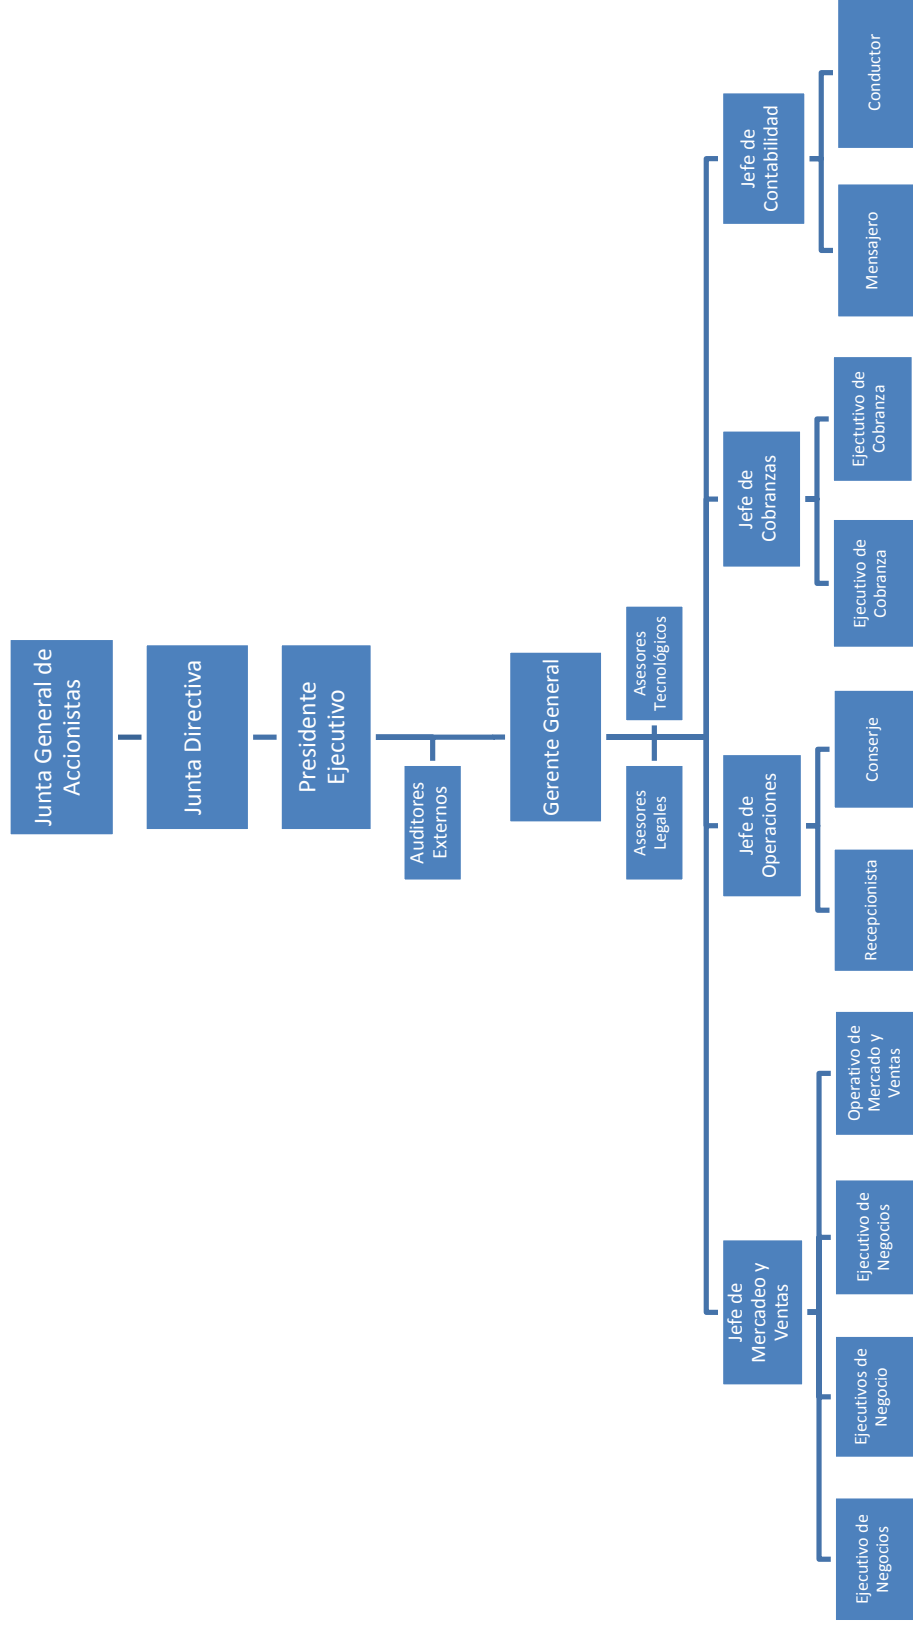 Junta General de
Accionistas
Junta Directiva
Presidente
Ejecutivo
Auditores
Externos
Gerente General
Asesores
Legales
Asesores
Tecnológicos
Jefe de
Mercadeo y
Ventas
Jefe de
Operaciones
Jefe de
Cobranzas
Jefe de
Contabilidad
Ejecutivo de
Negocios
Ejecutivos de
Negocio
Ejecutivo de
Negocios
Operativo de
Mercado y
Ventas
Recepcionista
Conserje
Ejecutivo de
Cobranza
Ejectutivo de
Cobranza
Mensajero
Conductor